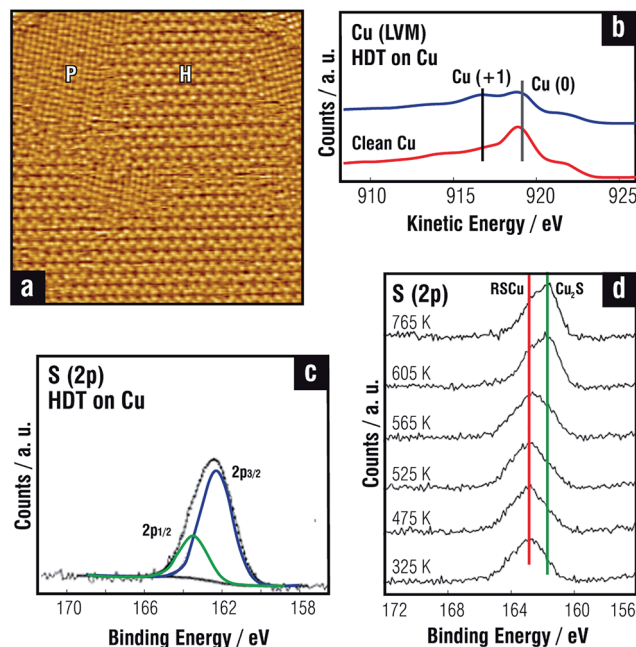 P
H
a
b
Cu (LVM)
HDT on Cu
Cu (+1)
Cu (0)
Clean Cu
Counts / a. u.
910
915
920
925
Kinetic Energy / eV
c
S (2p)
HDT on Cu
2p3/2
2p1/2
Counts / a. u.
170
166
162
158
Binding Energy / eV
d
S (2p)
RSCu
Cu2S
765 K
605 K
565 K
525 K
475 K
325 K
Counts / a. u.
172
168
164
160
156
Binding Energy / eV